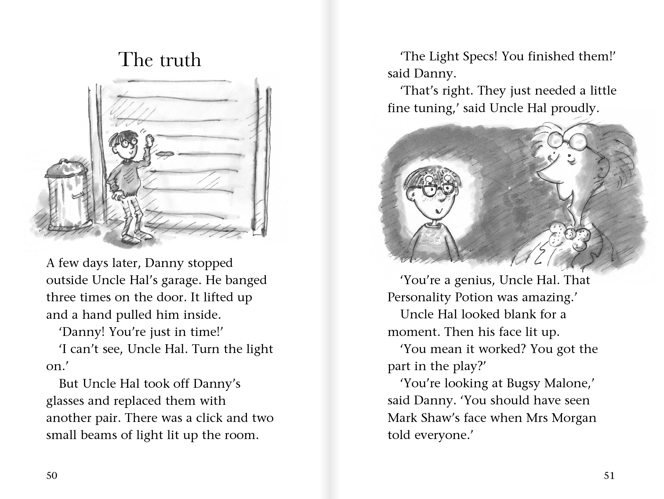 The truth
A few days later, Danny stopped
outside Uncle Hal’s garage. He banged
three times on the door. It lifted up
and a hand pulled him inside.
‘Danny! You’re just in time!’
‘I can’t see, Uncle Hal. Turn the light
on.’
But Uncle Hal took off Danny’s
glasses and replaced them with
another pair. There was a click and two
small beams of light lit up the room.
50
‘The Light Specs! You finished them!’
said Danny.
‘That’s right. They just needed a little
fine tuning,’ said Uncle Hal proudly.
‘You’re a genius, Uncle Hal. That
Personality Potion was amazing.’
Uncle Hal looked blank for a
moment. Then his face lit up.
‘You mean it worked? You got the
part in the play?’
‘You’re looking at Bugsy Malone,’
said Danny. ‘You should have seen
Mark Shaw’s face when Mrs Morgan
told everyone.’
51